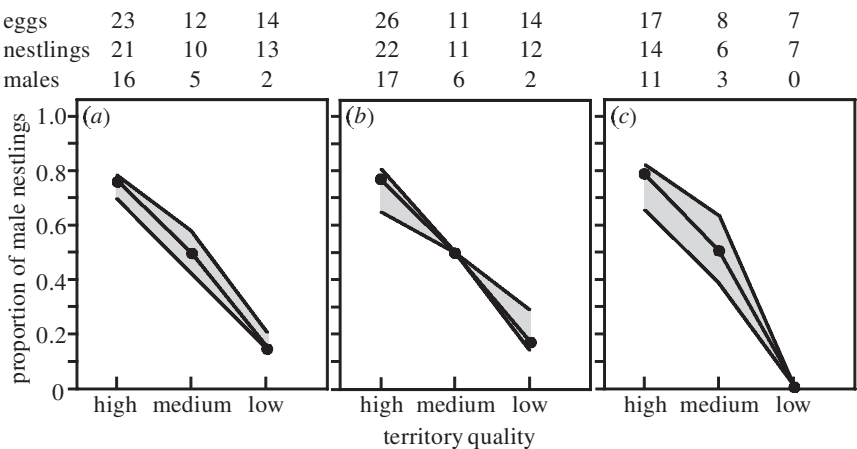 eggs 23 12 14 26 11 14 17 8 7
nestlings 21 10 13 22 11 12 14 6 7
males 16 5 2 17 6 2 11 3 0
proportion of male nestlings
1.0
0.8
0.6
0.4
0.2
0
(a)
(b)
(c)
high medium low high medium low high medium low
territory quality